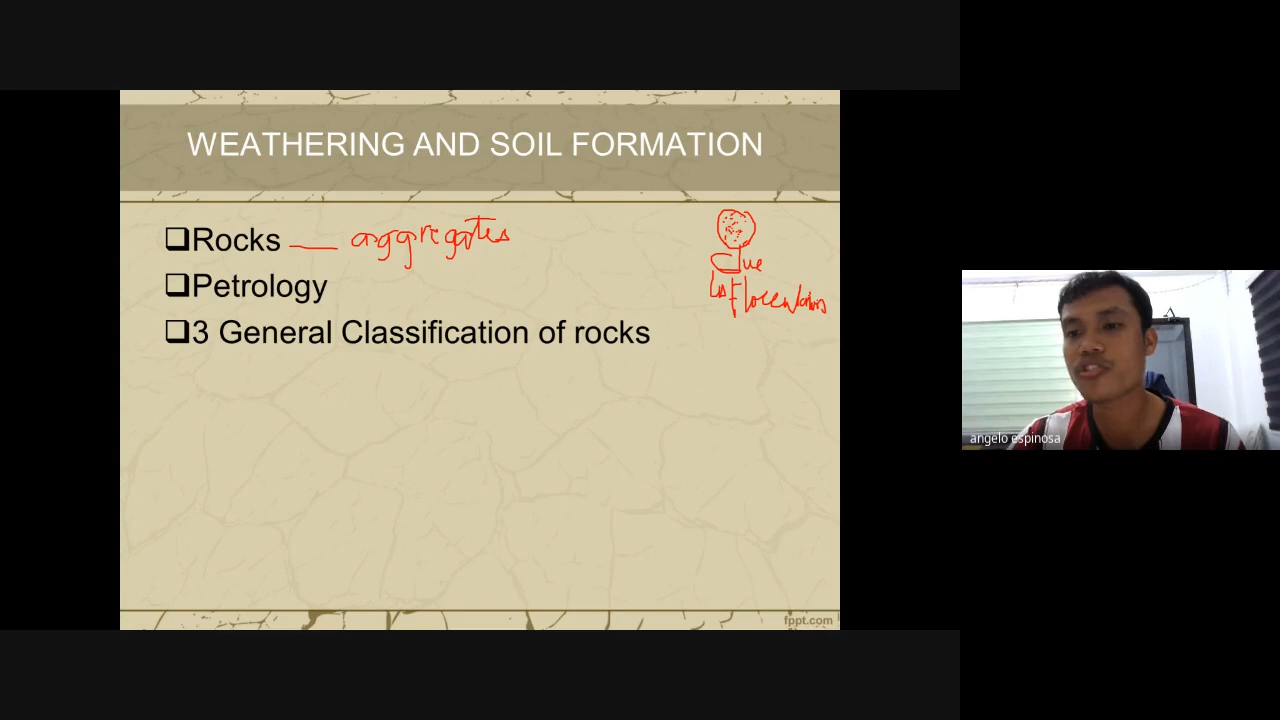 WEATHERING AND SOIL FORMATION
❑Rocks — aggregates
❑Petrology
❑3 General Classification of rocks
fppt.com
angelo espinosa